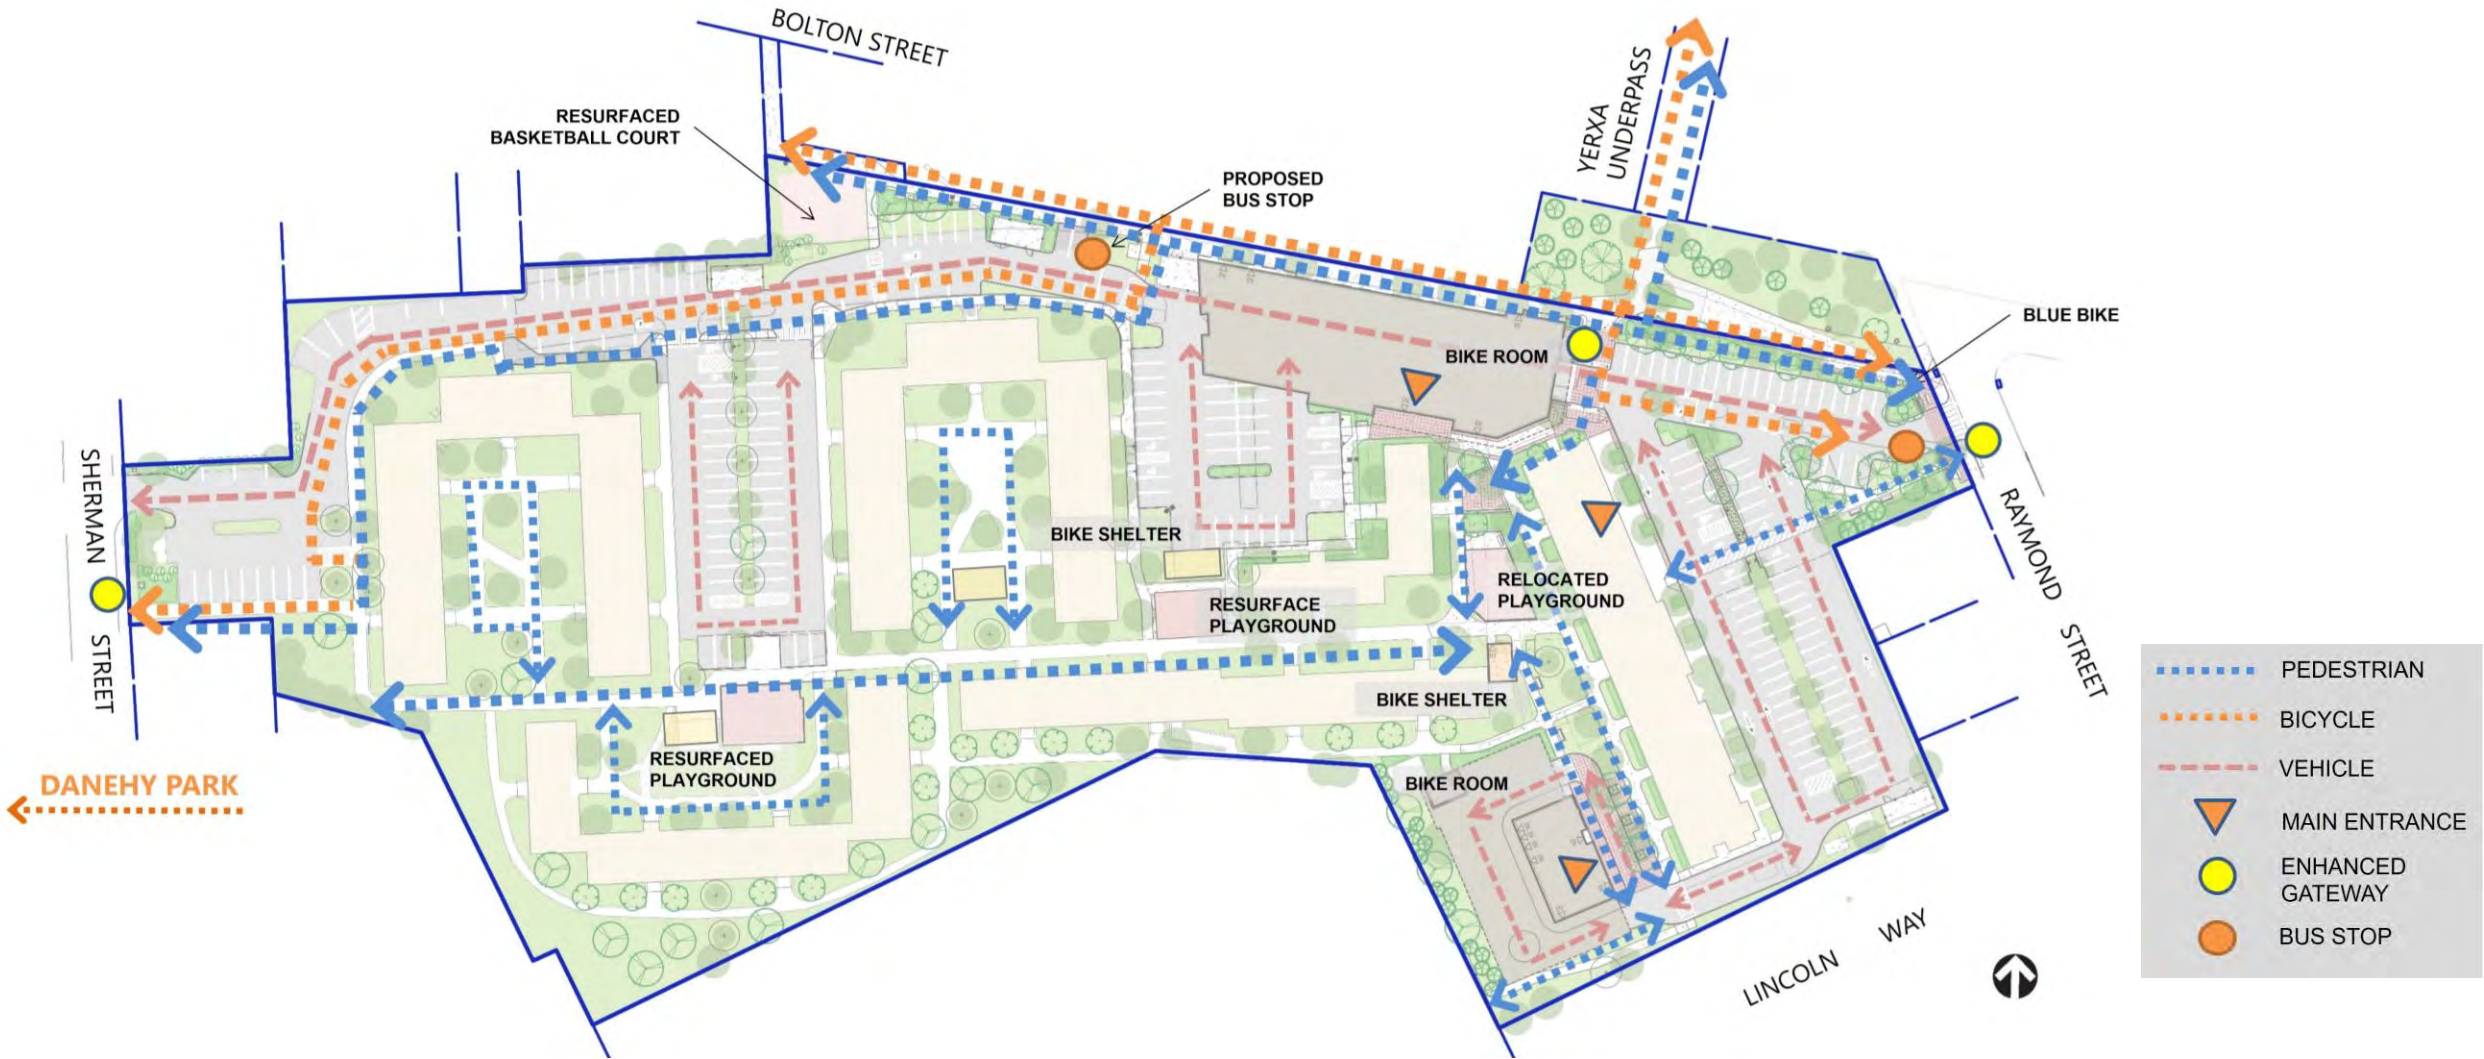 BOLTON STREET
RESURFACED
BASKETBALL COURT
PROPOSED
BUS STOP
YERXA
UNDERPASS
BLUE BIKE
BIKE ROOM
SHERMAN
STREET
BIKE SHELTER
RESURFACE
PLAYGROUND
RELOCATED
PLAYGROUND
RAYMOND
STREET
BIKE SHELTER
RESURFACED
PLAYGROUND
BIKE ROOM
DANEHY PARK
LINCOLN WAY
PEDESTRIAN
BICYCLE
VEHICLE
MAIN ENTRANCE
ENHANCED
GATEWAY
BUS STOP